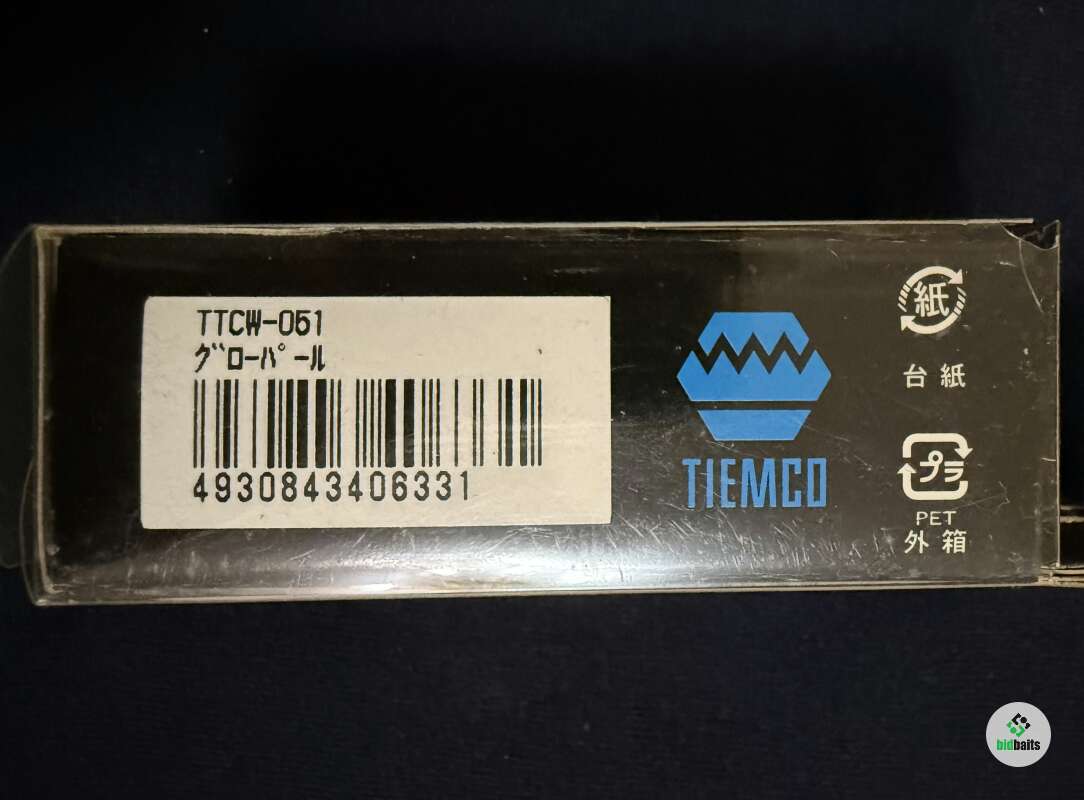 TTCW-051
ｸﾞﾛｰﾊﾟｰﾙ
4930843406331
TIEMCO
紙
台紙
プラ
PET
外箱
bidbaits